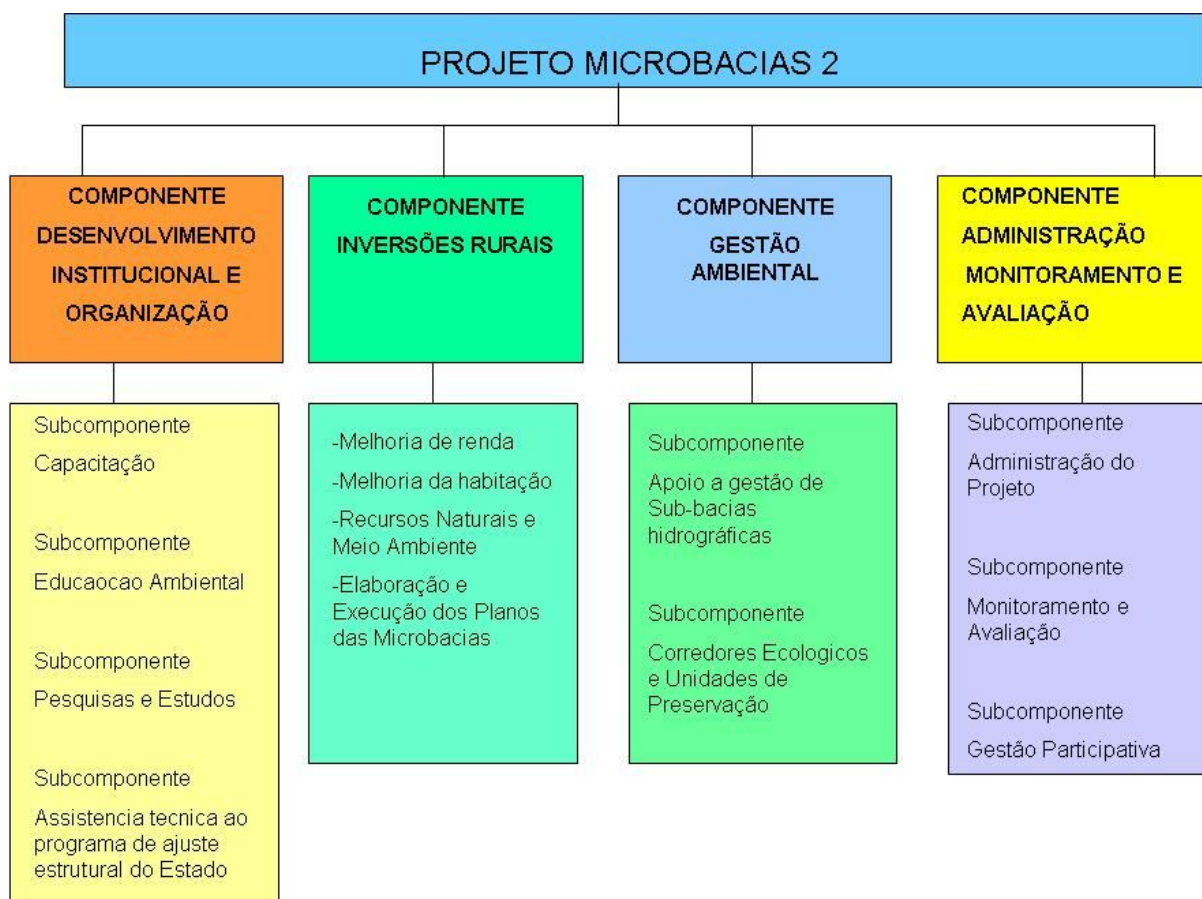 PROJETO MICROBACIAS 2
COMPONENTE
DESENVOLVIMENTO
INSTITUCIONAL E
ORGANIZAÇÃO
COMPONENTE
INVERSÕES RURAIS
COMPONENTE
GESTÃO
AMBIENTAL
COMPONENTE
ADMINISTRAÇÃO
MONITORAMENTO E
AVALIAÇÃO
Subcomponente
Capacitação
Subcomponente
Educaocao Ambiental
Subcomponente
Pesquisas e Estudos
Subcomponente
Assistencia tecnica ao
programa de ajuste
estrutural do Estado
-Melhoria de renda
-Melhoria da habitação
-Recursos Naturais e
Meio Ambiente
-Elaboração e
Execução dos Planos
das Microbacias
Subcomponente
Apoio a gestão de
Sub-bacias
hidrográficas
Subcomponente
Corredores Ecologicos
e Unidades de
Preservação
Subcomponente
Administração do
Projeto
Subcomponente
Monitoramento e
Avaliação
Subcomponente
Gestão Participativa